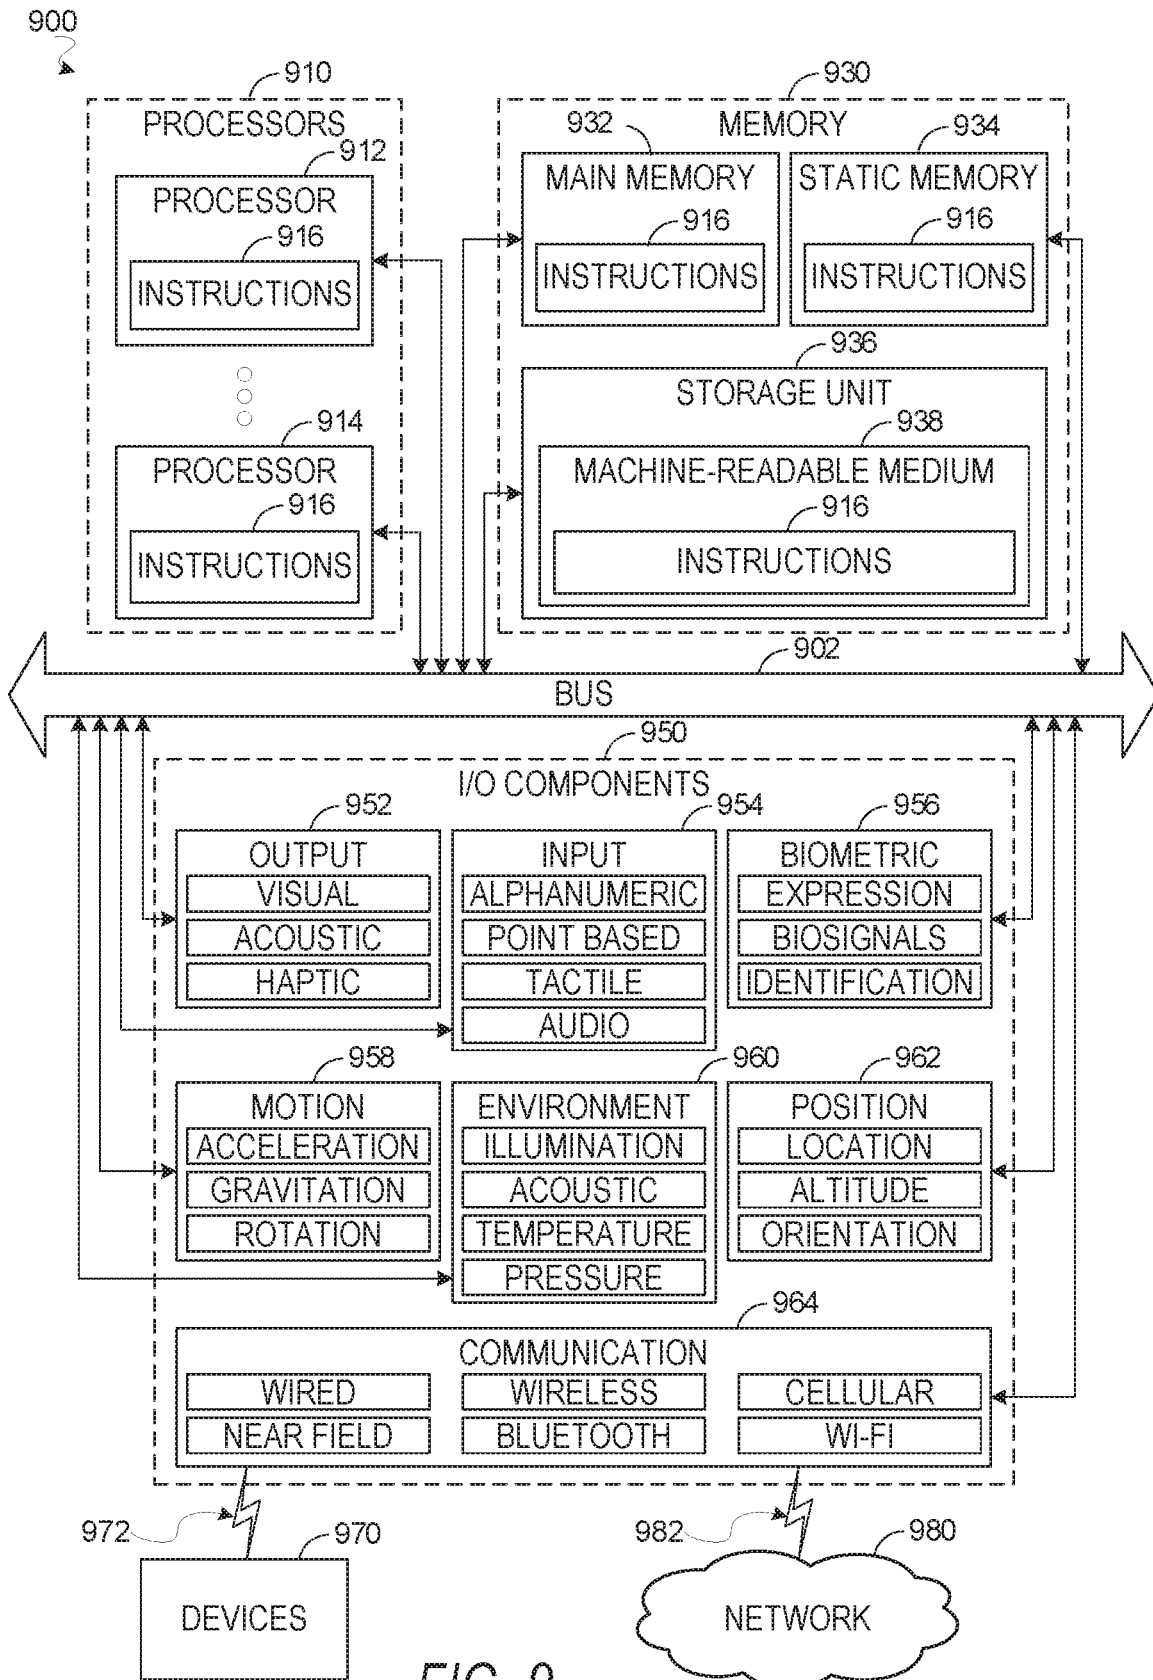 900
910
930
PROCESSORS
MEMORY
912
932
934
PROCESSOR
MAIN MEMORY
STATIC MEMORY
916
916
916
INSTRUCTIONS
INSTRUCTIONS
INSTRUCTIONS
936
STORAGE UNIT
914
938
PROCESSOR
MACHINE-READABLE MEDIUM
916
916
INSTRUCTIONS
INSTRUCTIONS
902
BUS
950
I/O COMPONENTS
952
954
956
OUTPUT
INPUT
BIOMETRIC
VISUAL
ALPHANUMERIC
EXPRESSION
ACOUSTIC
POINT BASED
BIOSIGNALS
HAPTIC
TACTILE
IDENTIFICATION
AUDIO
958
960
962
MOTION
ENVIRONMENT
POSITION
ACCELERATION
ILLUMINATION
LOCATION
GRAVITATION
ACOUSTIC
ALTITUDE
ROTATION
TEMPERATURE
ORIENTATION
PRESSURE
964
COMMUNICATION
WIRED
WIRELESS
CELLULAR
NEAR FIELD
BLUETOOTH
WI-FI
972
970
982
980
DEVICES
NETWORK
FIG. 9